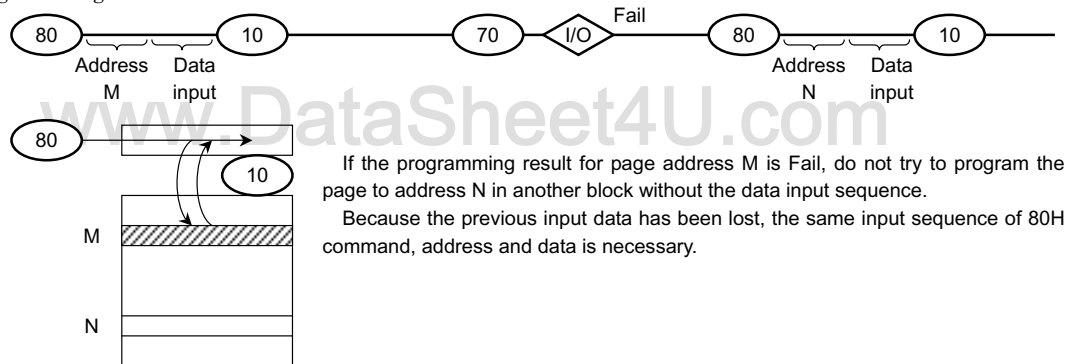 Fail
80 10 70 I/O 80 10
Address Data Address Data
M input N input
www.DataSheet4U.com
80
10
If the programming result for page address M is Fail, do not try to program the
page to address N in another block without the data input sequence.
Because the previous input data has been lost, the same input sequence of 80H
command, address and data is necessary.
M
N